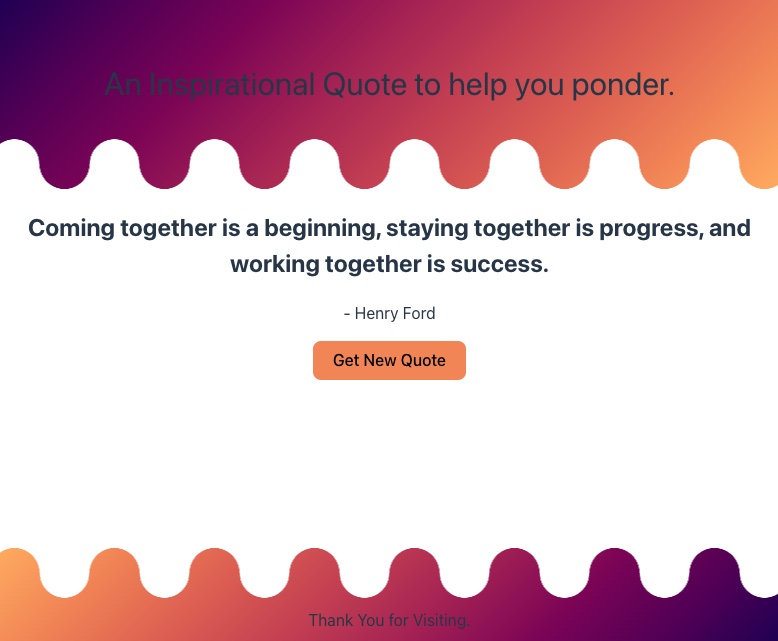 An Inspirational Quote to help you ponder.
Coming together is a beginning, staying together is progress, and
working together is success.
- Henry Ford
Get New Quote
Thank You for Visiting.